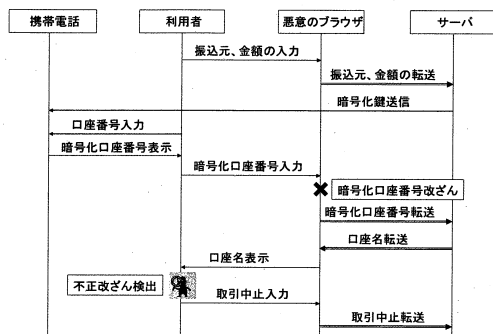 携帯電話 利用者 悪意のブラウザ サーバ
振込元、金額の入力
振込元、金額の転送
暗号化鍵送信
口座番号入力
暗号化口座番号表示
暗号化口座番号入力
暗号化口座番号改ざん
暗号化口座番号転送
口座名転送
口座名表示
不正改ざん検出
取引中止入力
取引中止転送